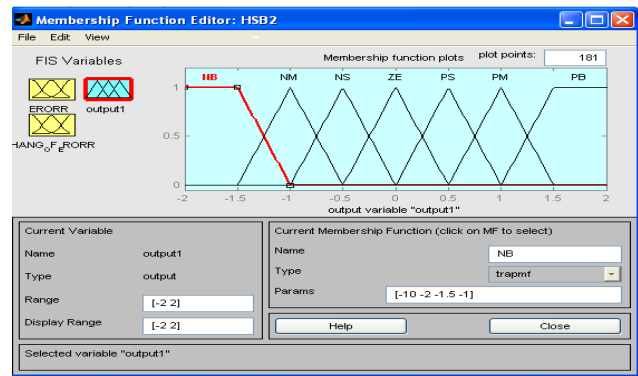 Membership Function Editor: HSB2
File Edit View
FIS Variables
Membership function plots plot points: 181
ERORR output1
HANG_OF_ERORR
NB NM NS ZE PS PM PB
1
0.5
0
-2 -1.5 -1 -0.5 0 0.5 1 1.5 2
output variable "output1"
Current Variable
Name output1
Type output
Range [-2 2]
Display Range [-2 2]
Current Membership Function (click on MF to select)
Name NB
Type trapmf
Params [-10 -2 -1.5 -1]
Help Close
Selected variable "output1"